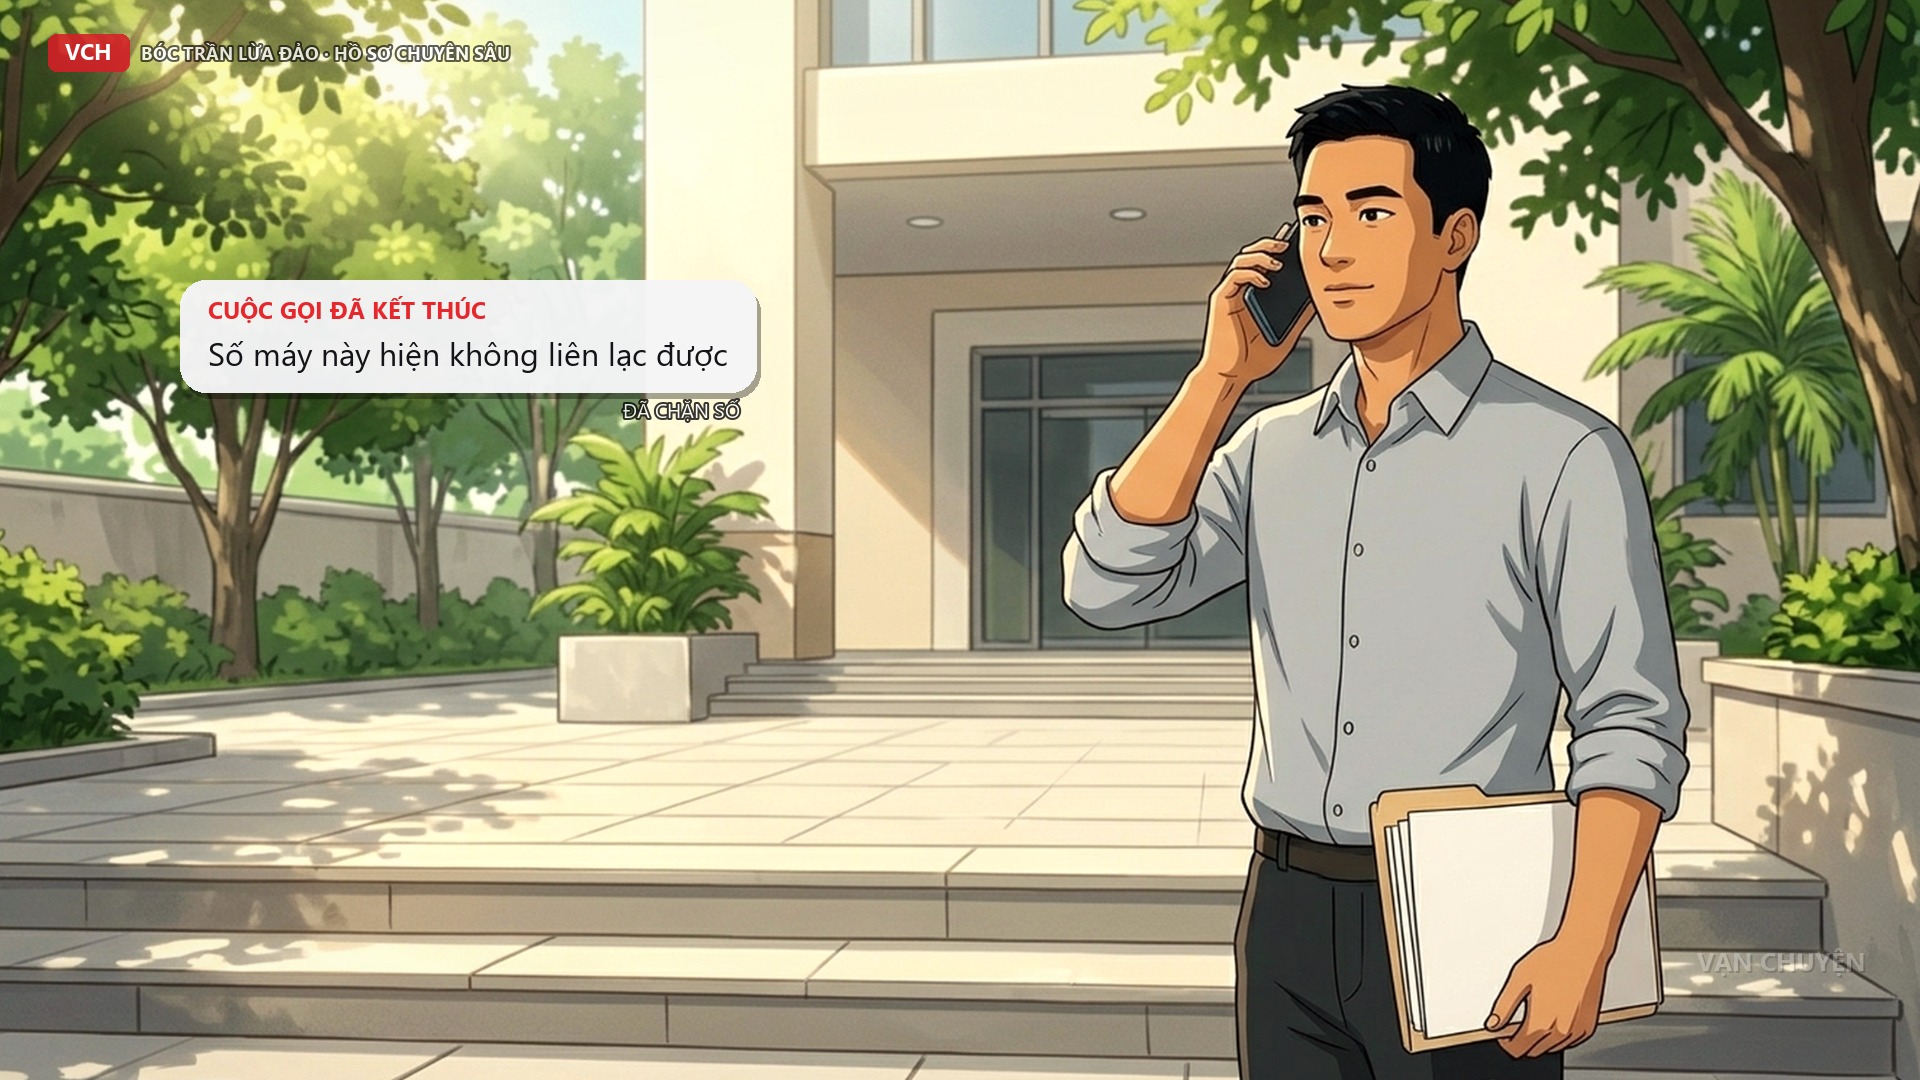 VCH BÓC TRẦN LỪA ĐẢO • HỒ SƠ CHUYÊN SÂU
CUỘC GỌI ĐÃ KẾT THÚC
Số máy này hiện không liên lạc được
ĐÃ CHẶN SỐ
VẠN CHUYỆN